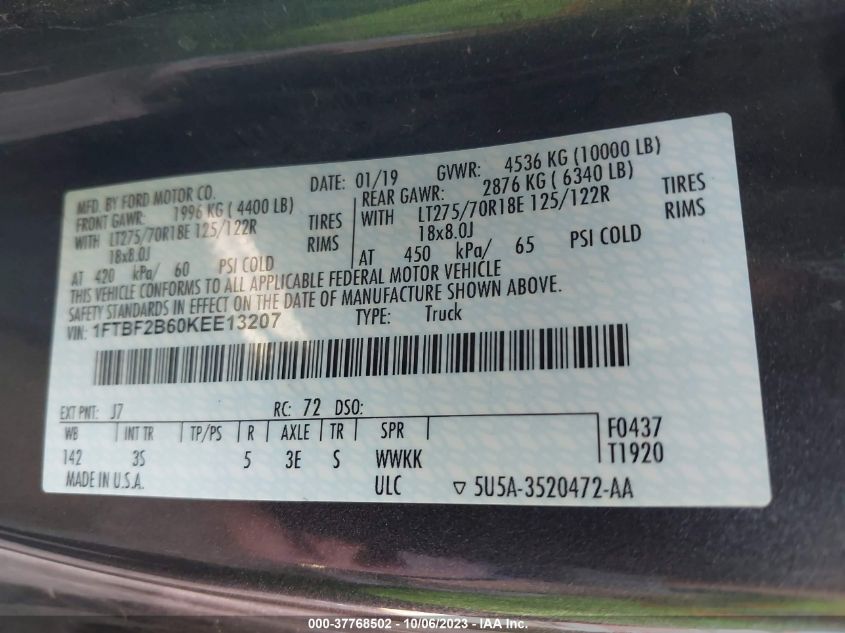 MFD. BY FORD MOTOR CO. DATE: 01/19 GVWR: 4536 KG (10000 LB)
FRONT GAWR: 1996 KG (4400 LB) REAR GAWR: 2876 KG (6340 LB)
WITH LT275/70R18E 125/122R TIRES WITH LT275/70R18E 125/122R TIRES
18x8.0J RIMS 18x8.0J RIMS
AT 420 kPa/ 60 PSI COLD AT 450 kPa/ 65 PSI COLD
THIS VEHICLE CONFORMS TO ALL APPLICABLE FEDERAL MOTOR VEHICLE
SAFETY STANDARDS IN EFFECT ON THE DATE OF MANUFACTURE SHOWN ABOVE.
VIN: 1FTBF2B60KEE13207 TYPE: Truck
EXT PNT: J7 RC: 72 DSO:
WB INT TR TP/PS R AXLE TR SPR F0437
142 3S 5 3E S WWKK T1920
MADE IN U.S.A. ULC ▽ 5U5A-3520472-AA
000-37768502 - 10/06/2023 - IAA Inc.